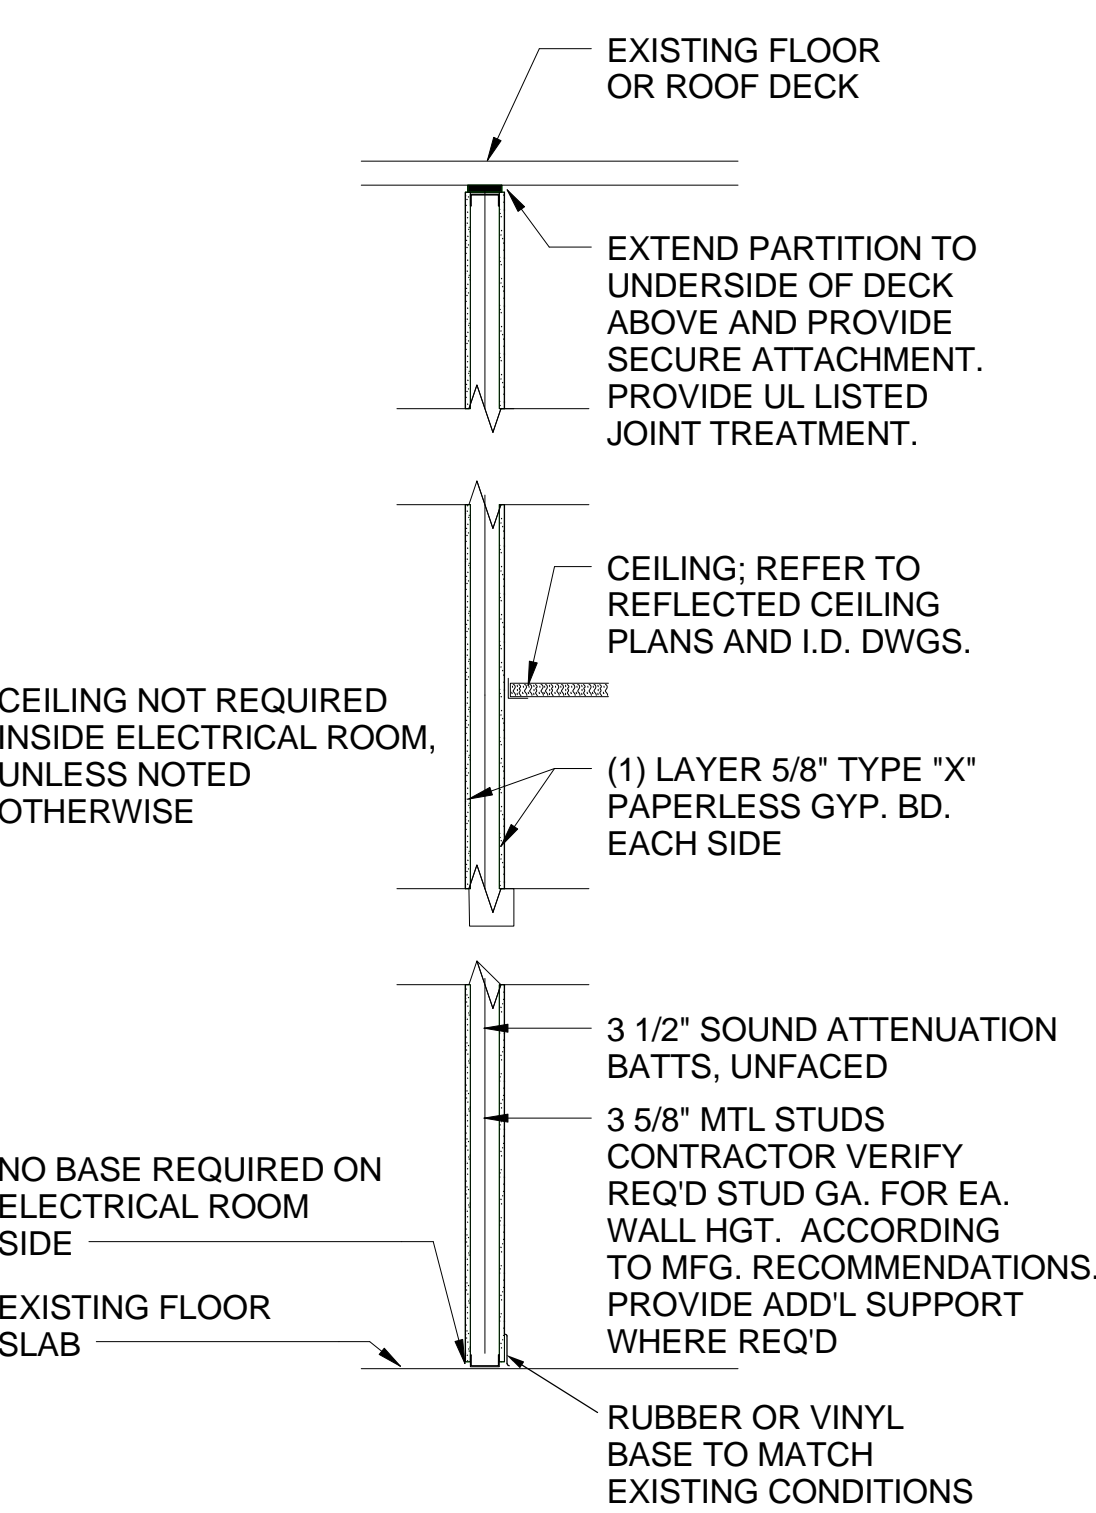 EXISTING FLOOR
OR ROOF DECK
EXTEND PARTITION TO
UNDERSIDE OF DECK
ABOVE AND PROVIDE
SECURE ATTACHMENT.
PROVIDE UL LISTED
JOINT TREATMENT.
CEILING; REFER TO
REFLECTED CEILING
PLANS AND I.D. DWGS.
CEILING NOT REQUIRED
INSIDE ELECTRICAL ROOM,
UNLESS NOTED
OTHERWISE
(1) LAYER 5/8" TYPE "X"
PAPERLESS GYP. BD.
EACH SIDE
3 1/2" SOUND ATTENUATION
BATTS, UNFACED
3 5/8" MTL STUDS
CONTRACTOR VERIFY
REQ'D STUD GA. FOR EA.
WALL HGT. ACCORDING
TO MFG. RECOMMENDATIONS.
PROVIDE ADD'L SUPPORT
WHERE REQ'D
NO BASE REQUIRED ON
ELECTRICAL ROOM
SIDE
EXISTING FLOOR
SLAB
RUBBER OR VINYL
BASE TO MATCH
EXISTING CONDITIONS